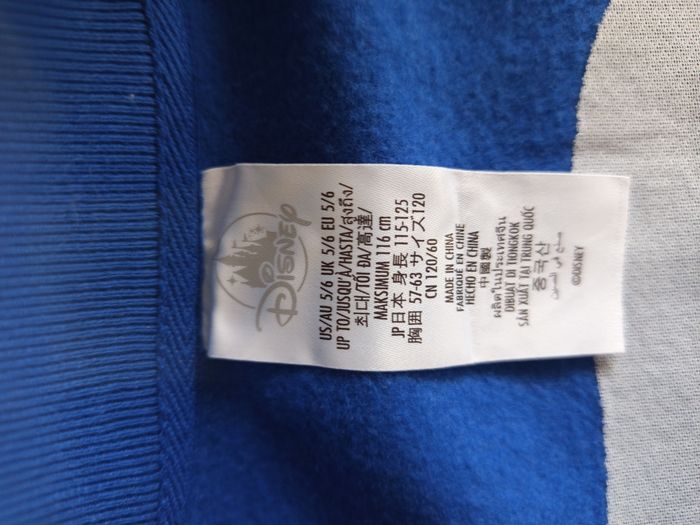 DISNEY
US/AU 5/6 UK 5/6 EU 5/6
UP TO/JUSQU'À/HASTA/สูงถึง/
최대/TỐI ĐA/高達/
MAKSIMUM 116 cm
JP日本 身長 115-125
胸囲 57-63 サイズ120
CN 120/60
MADE IN CHINA
FABRIQUÉ EN CHINE
HECHO EN CHINA
中國製
ผลิตในประเทศจีน
DIBUAT DI TIONGKOK
SẢN XUẤT TẠI TRUNG QUỐC
중국산
صنع في الصين
©DISNEY